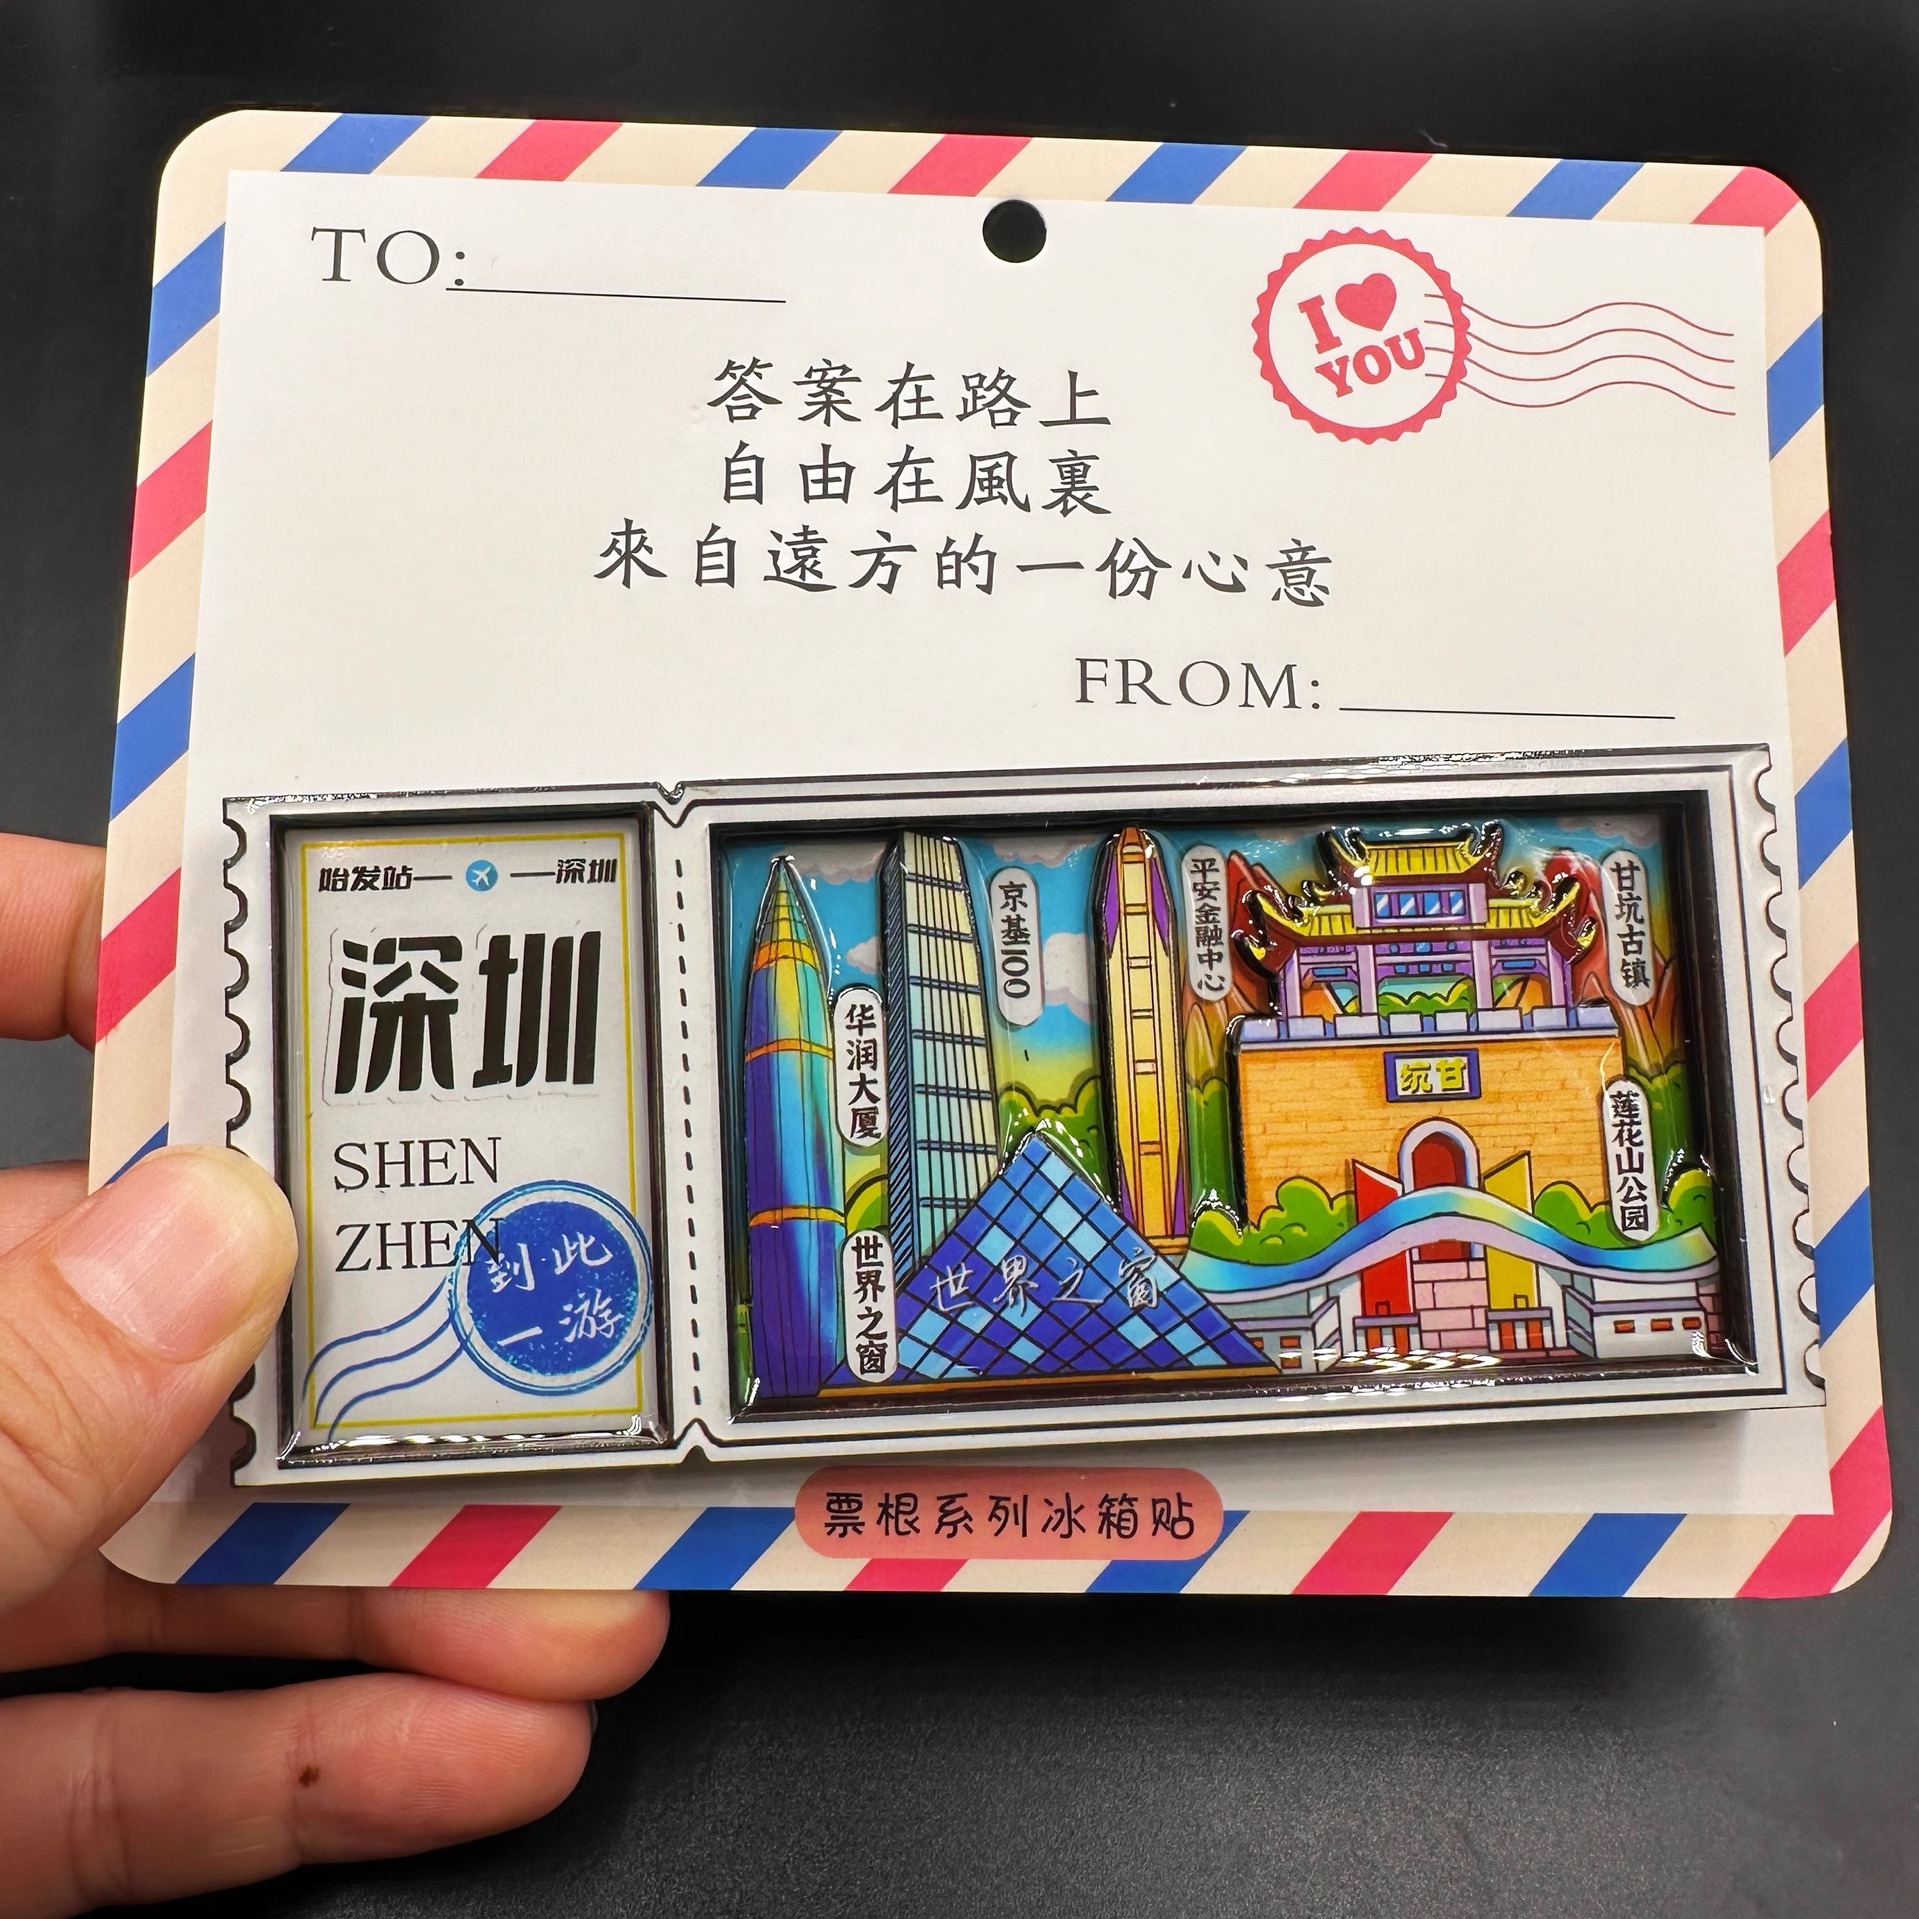 TO:
I ♥
YOU
答案在路上
自由在風裏
來自遠方的一份心意
FROM:
始发站— —深圳
深圳
SHEN
ZHEN
到此
一游
华润大厦
京基100
平安金融中心
甘坑古镇
坑甘
莲花山公园
世界之窗
世界之窗
票根系列冰箱贴